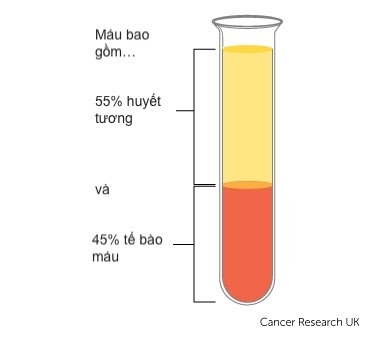 Máu bao
gồm…
55% huyết
tương
và
45% tế bào
máu
Cancer Research UK